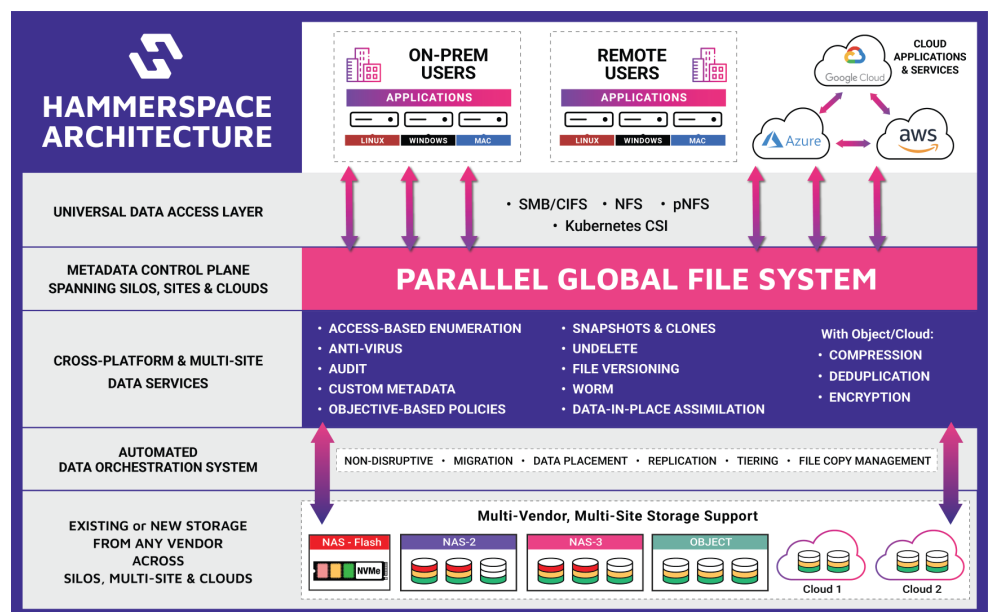 HAMMERSPACE
ARCHITECTURE
ON-PREM
USERS
APPLICATIONS
LINUX
WINDOWS
MAC
REMOTE
USERS
APPLICATIONS
LINUX
WINDOWS
MAC
CLOUD
APPLICATIONS
& SERVICES
Google Cloud
Azure
aws
UNIVERSAL DATA ACCESS LAYER
• SMB/CIFS • NFS • pNFS
• Kubernetes CSI
METADATA CONTROL PLANE
SPANNING SILOS, SITES & CLOUDS
PARALLEL GLOBAL FILE SYSTEM
CROSS-PLATFORM & MULTI-SITE
DATA SERVICES
• ACCESS-BASED ENUMERATION
• ANTI-VIRUS
• AUDIT
• CUSTOM METADATA
• OBJECTIVE-BASED POLICIES
• SNAPSHOTS & CLONES
• UNDELETE
• FILE VERSIONING
• WORM
• DATA-IN-PLACE ASSIMILATION
With Object/Cloud:
• COMPRESSION
• DEDUPLICATION
• ENCRYPTION
AUTOMATED
DATA ORCHESTRATION SYSTEM
NON-DISRUPTIVE • MIGRATION • DATA PLACEMENT • REPLICATION • TIERING • FILE COPY MANAGEMENT
EXISTING or NEW STORAGE
FROM ANY VENDOR
ACROSS
SILOS, MULTI-SITE & CLOUDS
Multi-Vendor, Multi-Site Storage Support
NAS - Flash
NVMe
NAS-2
NAS-3
OBJECT
Cloud 1
Cloud 2